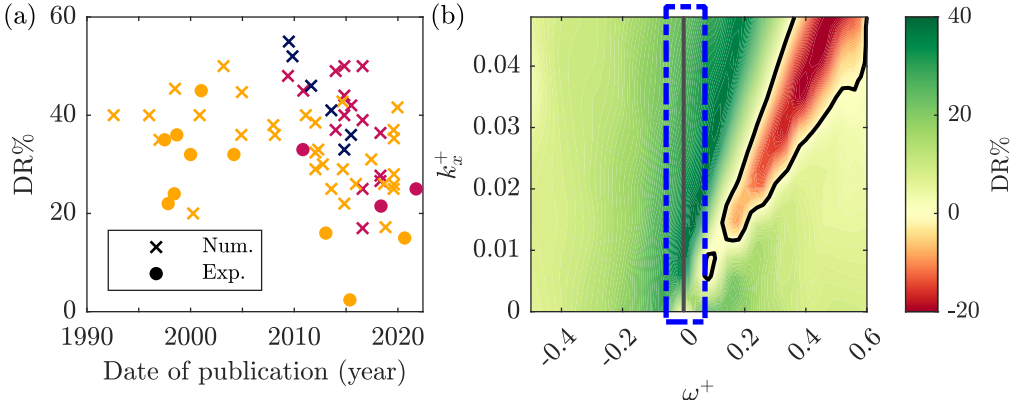 (a)
60
40
20
0
DR%
Num.
Exp.
1990 2000 2010 2020
Date of publication (year)
(b)
0.04
0.03
0.02
0.01
0
k_x^+
-0.4 -0.2 0 0.2 0.4 0.6
ω^+
40
20
0
-20
DR%